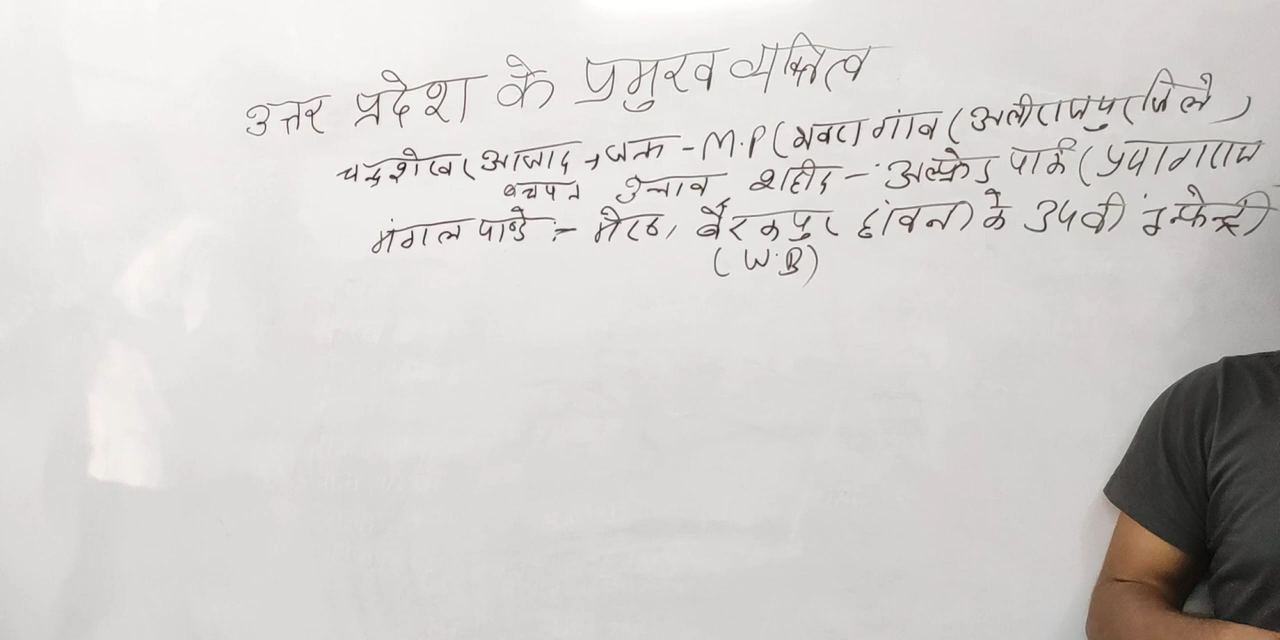 उत्तर प्रदेश के प्रमुख व्यक्तित्व
चन्द्रशेखर आजाद → जन्म - M.P (भवरा गांव (अलीराजपुर जिले)
बचपन उन्नाव शहीद - अल्फ्रेड पार्क (प्रयागराज
मंगल पाण्डे :- मेरठ, बैरकपुर छावनी के 34वी इन्फेन्ट्री
(W.B)